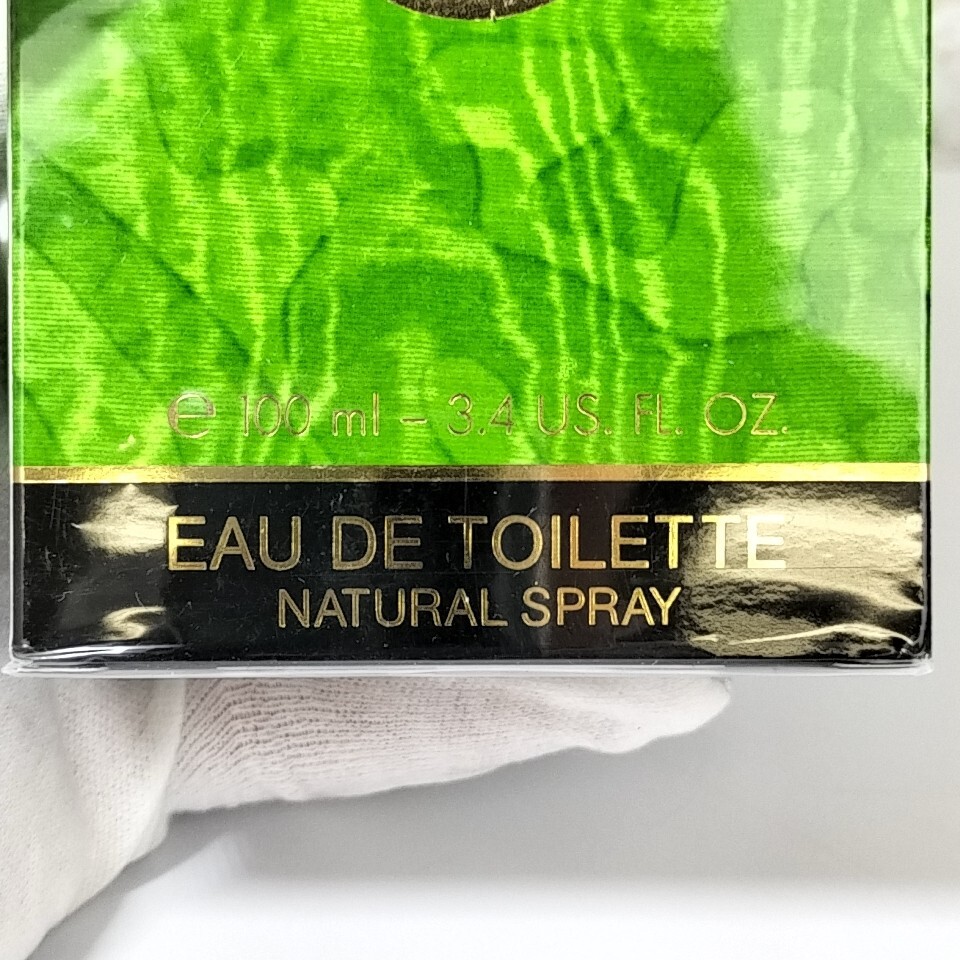 ℮ 100 ml - 3.4 US. FL. OZ.
EAU DE TOILETTE
NATURAL SPRAY